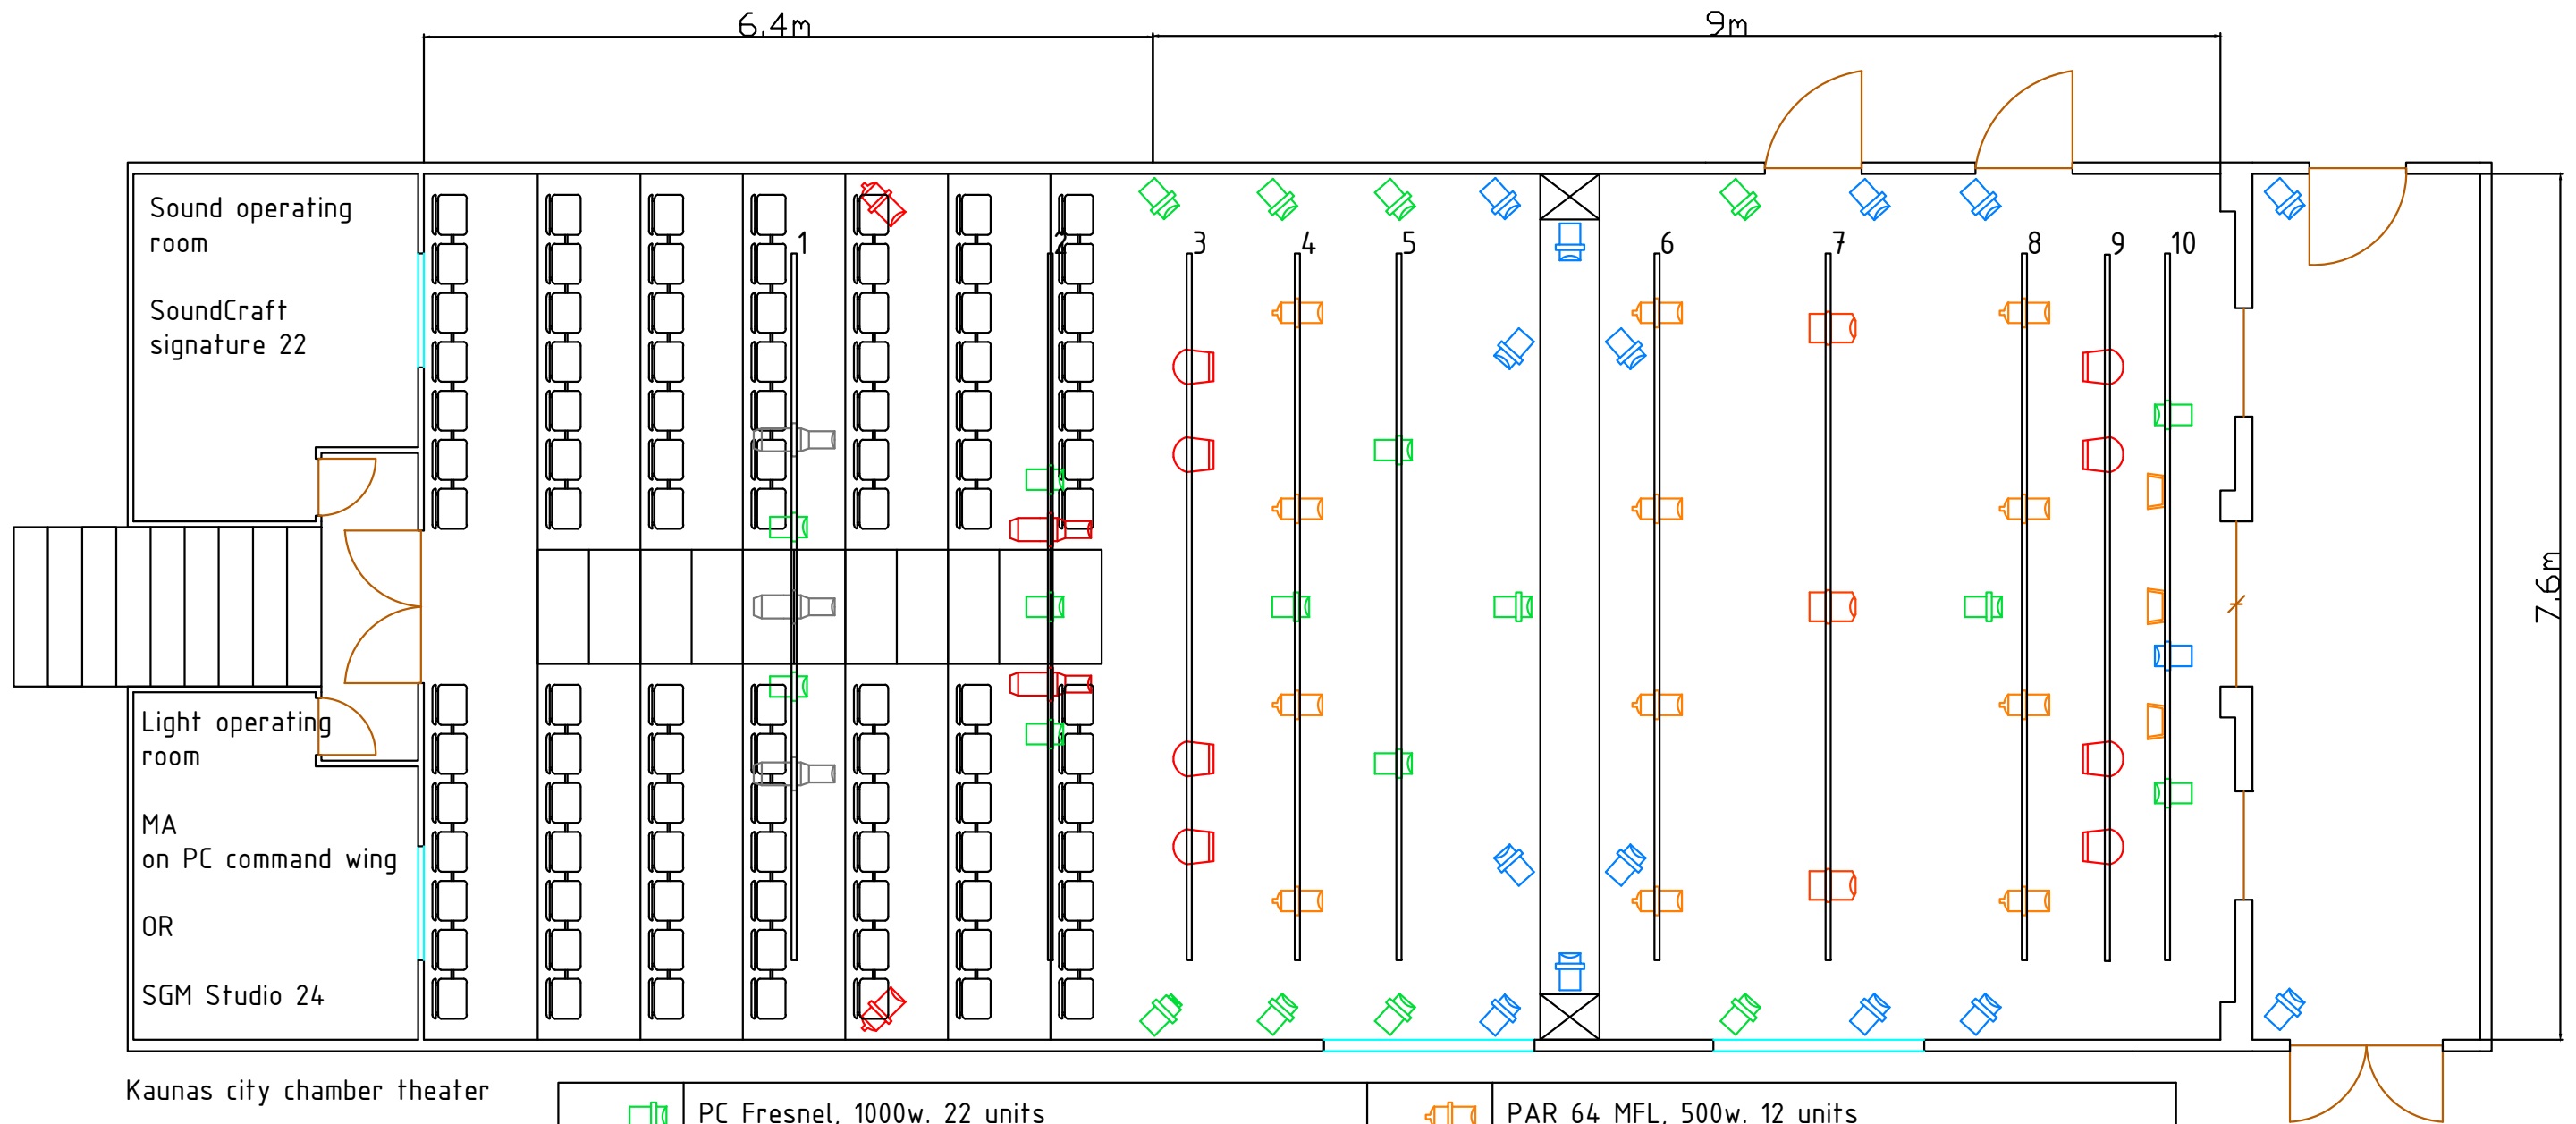 6.4m
9m
Sound operating
room
SoundCraft
signature 22
1
2
3
4
5
6
7
8
9
10
7.6m
Light operating
room
MA
on PC command wing
OR
SGM Studio 24
Kaunas city chamber theater
PC Fresnel, 1000w. 22 units
PAR 64 MFL, 500w. 12 units